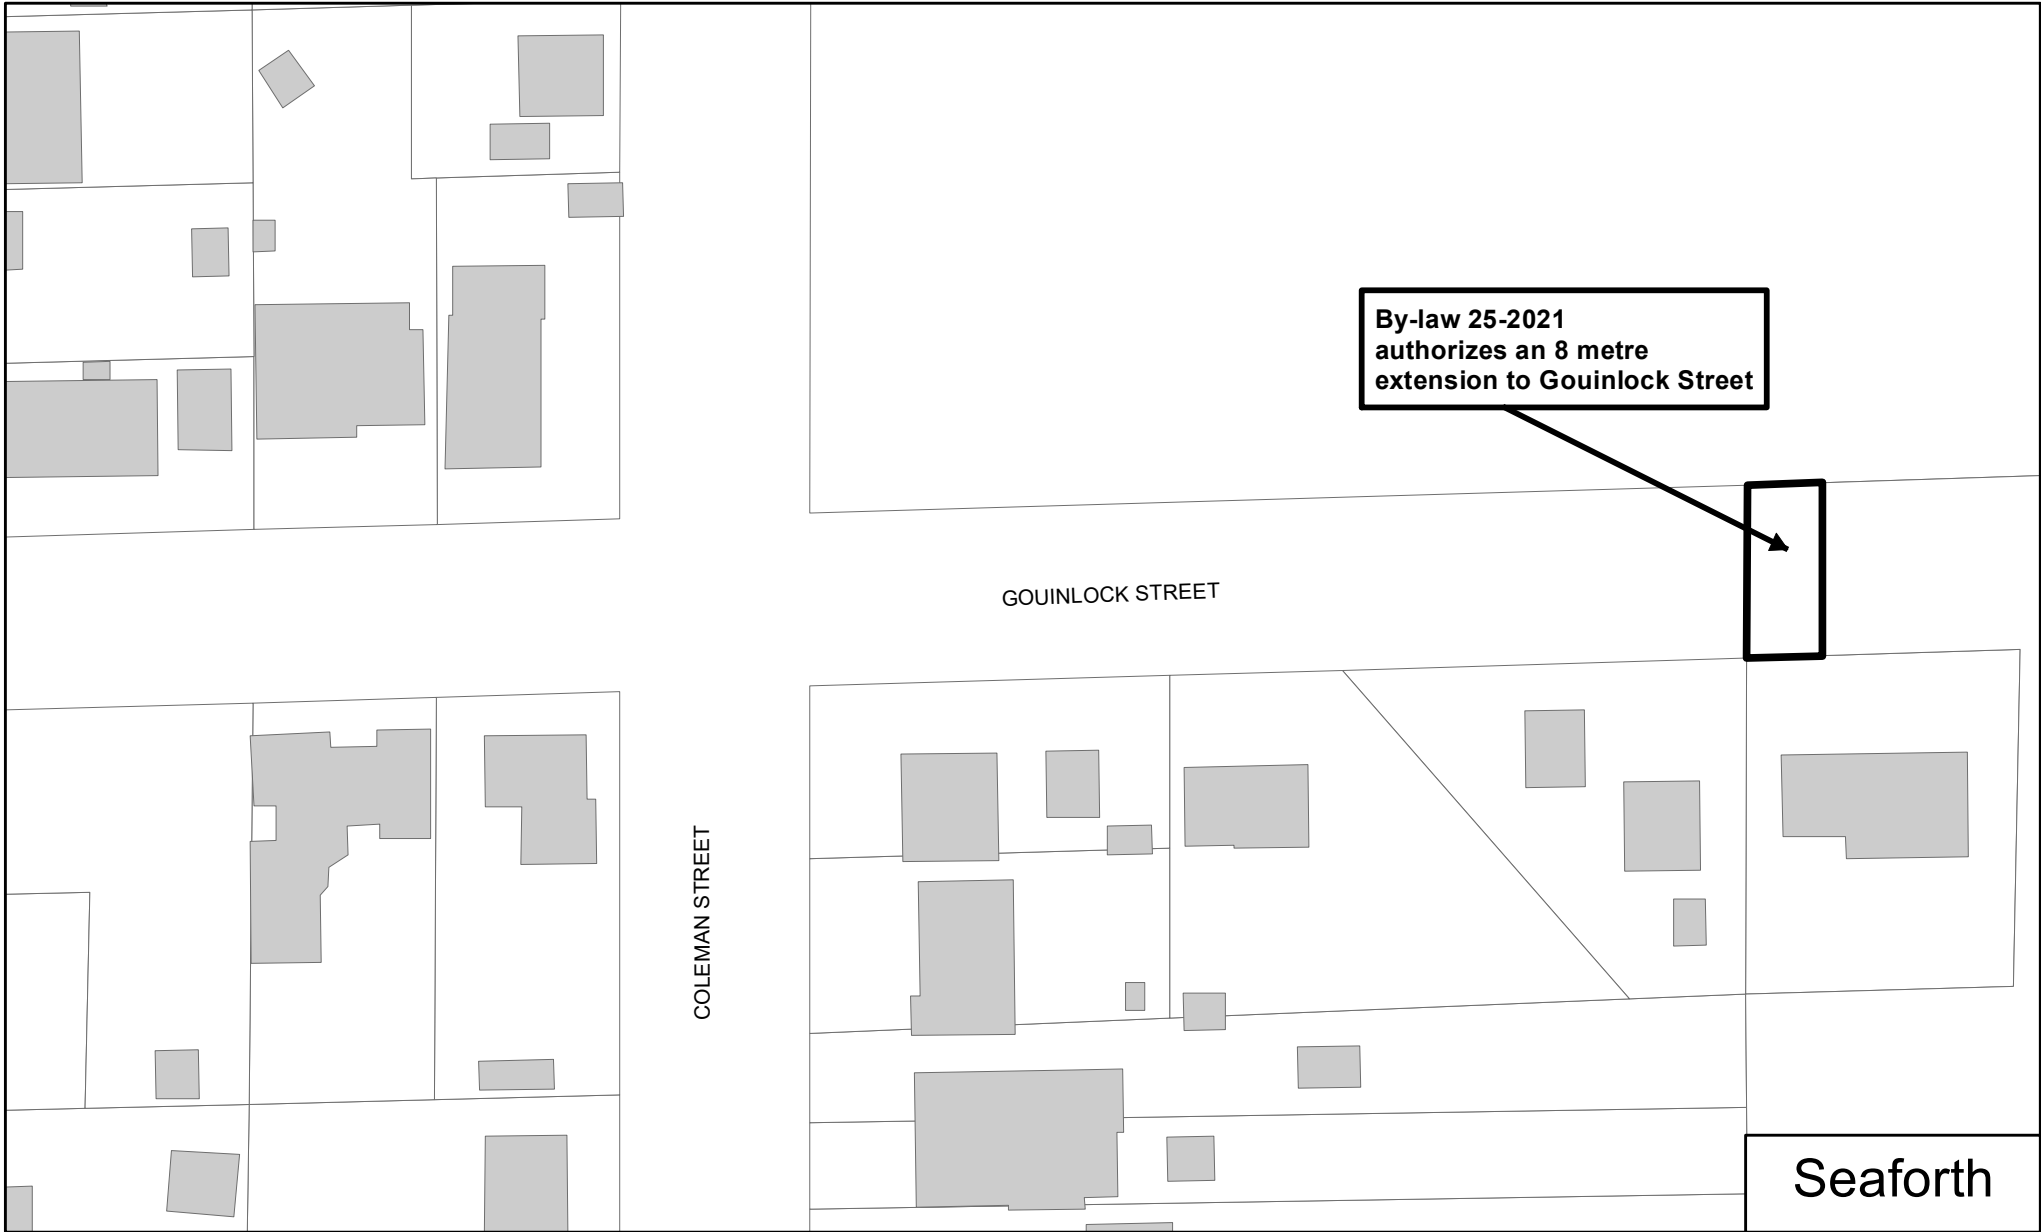 By-law 25-2021
authorizes an 8 metre
extension to Gouinlock Street
GOUINLOCK STREET
COLEMAN STREET
Seaforth